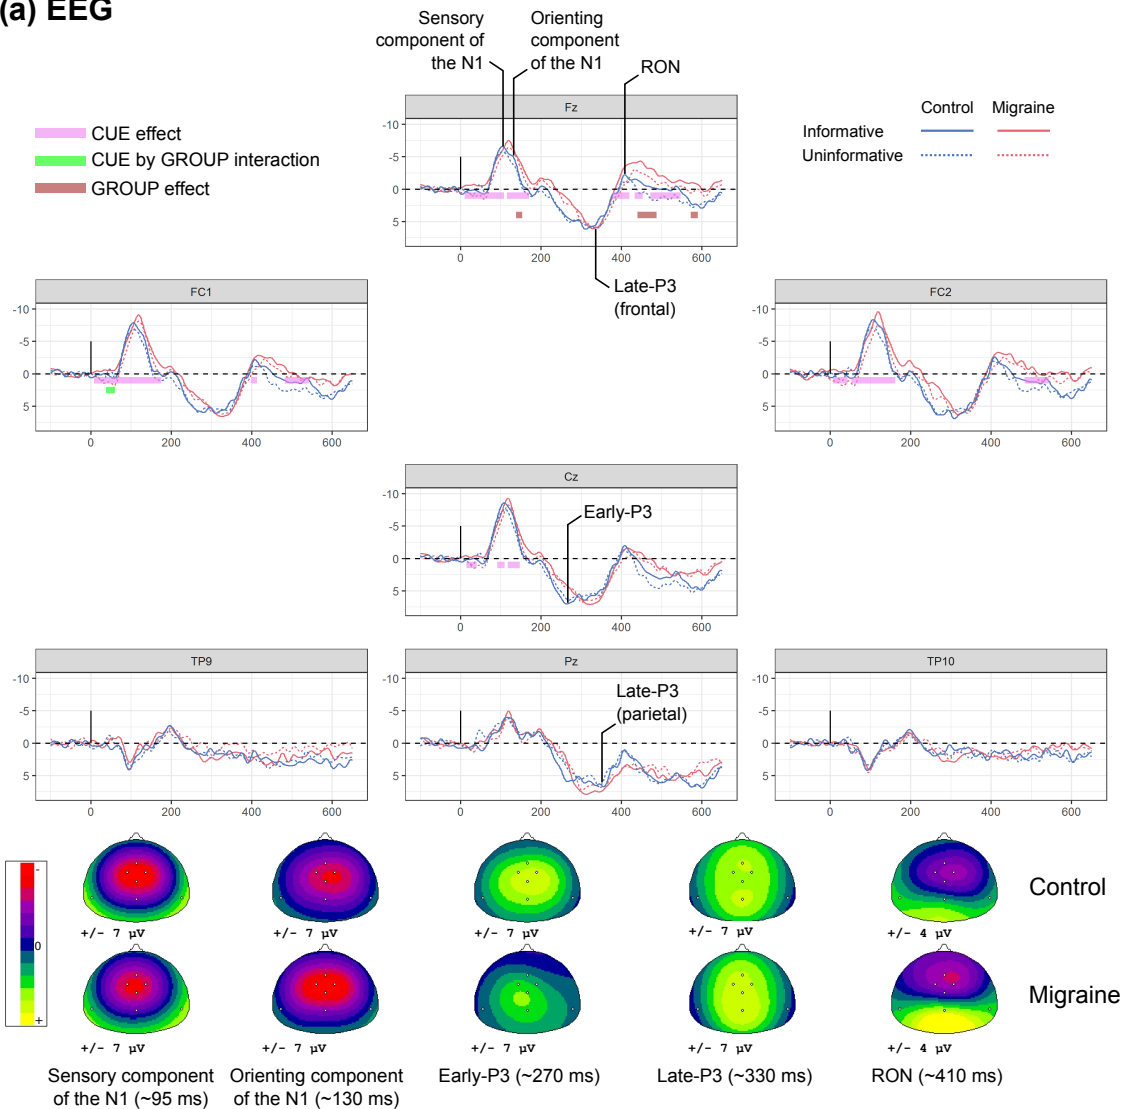 (a) EEG
Sensory
component of
the N1
Orienting
component
of the N1
RON
CUE effect
CUE by GROUP interaction
GROUP effect
Control Migraine
Informative
Uninformative
Fz
-10
-5
0
5
0 200 400 600
Late-P3
(frontal)
FC1
-10
-5
0
5
0 200 400 600
FC2
-10
-5
0
5
0 200 400 600
Cz
-10
-5
0
5
0 200 400 600
Early-P3
TP9
-10
-5
0
5
0 200 400 600
Pz
-10
-5
0
5
0 200 400 600
Late-P3
(parietal)
TP10
-10
-5
0
5
0 200 400 600
-
0
+
+/- 7 µV +/- 7 µV +/- 7 µV +/- 7 µV +/- 4 µV
Control
+/- 7 µV +/- 7 µV +/- 7 µV +/- 7 µV +/- 4 µV
Migraine
Sensory component
of the N1 (~95 ms)
Orienting component
of the N1 (~130 ms)
Early-P3 (~270 ms)
Late-P3 (~330 ms)
RON (~410 ms)